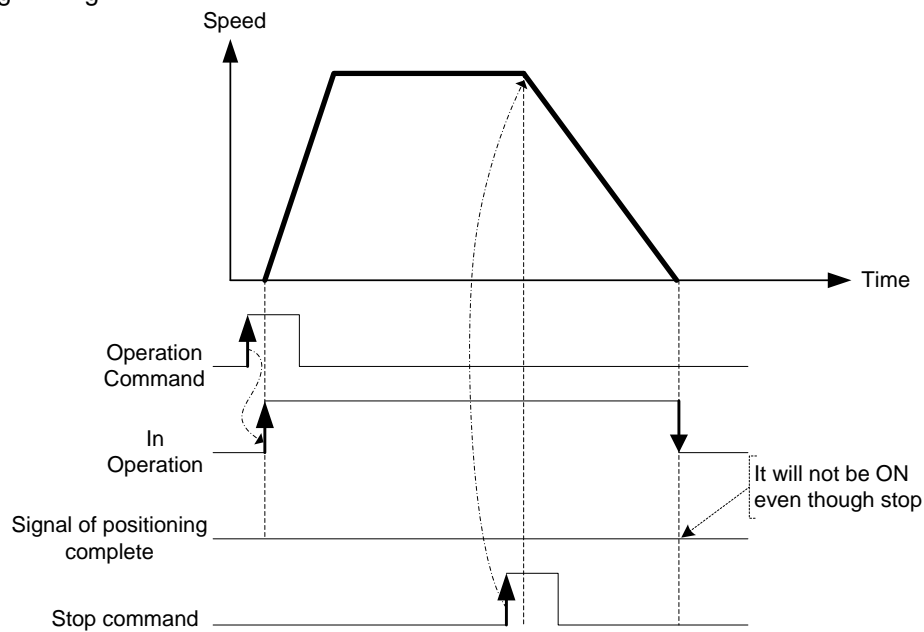 Speed
Time
Operation
Command
In
Operation
It will not be ON
even though stop
Signal of positioning
complete
Stop command